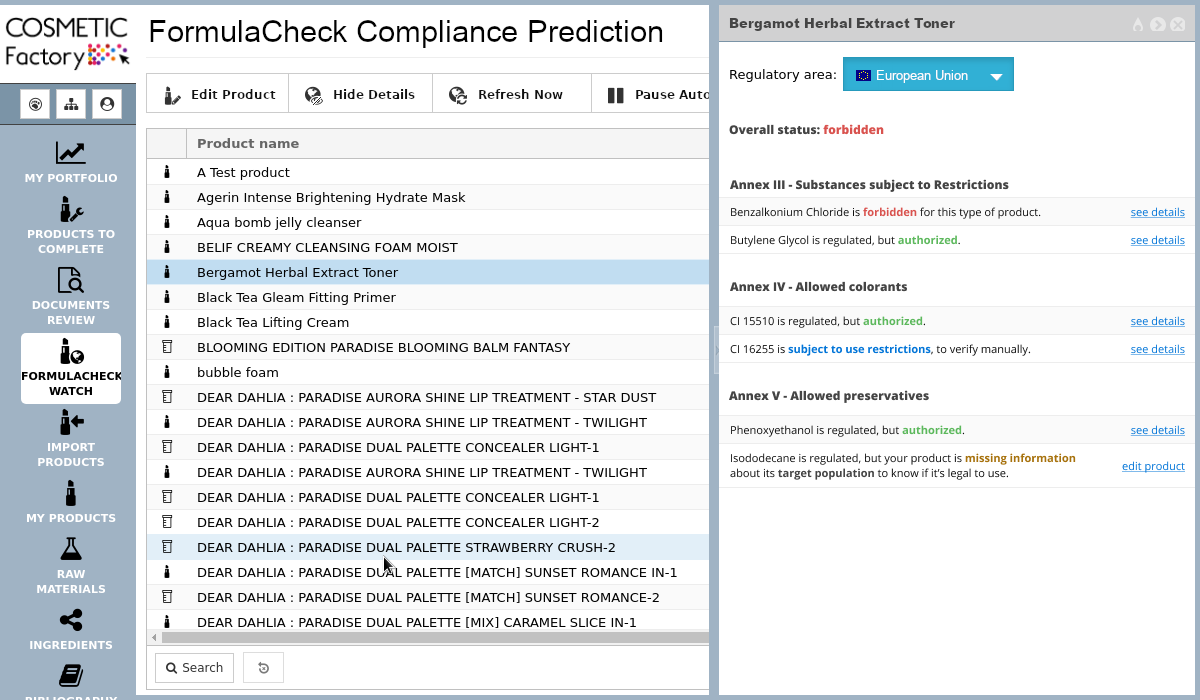 COSMETIC
Factory
MY PORTFOLIO
PRODUCTS TO
COMPLETE
DOCUMENTS
REVIEW
FORMULACHECK
WATCH
IMPORT
PRODUCTS
MY PRODUCTS
RAW
MATERIALS
INGREDIENTS
BIBLIOGRAPHY
FormulaCheck Compliance Prediction
Edit Product
Hide Details
Refresh Now
Pause Auto
Product name
A Test product
Agerin Intense Brightening Hydrate Mask
Aqua bomb jelly cleanser
BELIF CREAMY CLEANSING FOAM MOIST
Bergamot Herbal Extract Toner
Black Tea Gleam Fitting Primer
Black Tea Lifting Cream
BLOOMING EDITION PARADISE BLOOMING BALM FANTASY
bubble foam
DEAR DAHLIA : PARADISE AURORA SHINE LIP TREATMENT - STAR DUST
DEAR DAHLIA : PARADISE AURORA SHINE LIP TREATMENT - TWILIGHT
DEAR DAHLIA : PARADISE DUAL PALETTE CONCEALER LIGHT-1
DEAR DAHLIA : PARADISE AURORA SHINE LIP TREATMENT - TWILIGHT
DEAR DAHLIA : PARADISE DUAL PALETTE CONCEALER LIGHT-1
DEAR DAHLIA : PARADISE DUAL PALETTE CONCEALER LIGHT-2
DEAR DAHLIA : PARADISE DUAL PALETTE STRAWBERRY CRUSH-2
DEAR DAHLIA : PARADISE DUAL PALETTE [MATCH] SUNSET ROMANCE IN-1
DEAR DAHLIA : PARADISE DUAL PALETTE [MATCH] SUNSET ROMANCE-2
DEAR DAHLIA : PARADISE DUAL PALETTE [MIX] CARAMEL SLICE IN-1
Search
Bergamot Herbal Extract Toner
Regulatory area: European Union
Overall status: forbidden
Annex III - Substances subject to Restrictions
Benzalkonium Chloride is forbidden for this type of product. see details
Butylene Glycol is regulated, but authorized. see details
Annex IV - Allowed colorants
CI 15510 is regulated, but authorized. see details
CI 16255 is subject to use restrictions, to verify manually. see details
Annex V - Allowed preservatives
Phenoxyethanol is regulated, but authorized. see details
Isododecane is regulated, but your product is missing information
about its target population to know if it's legal to use. edit product